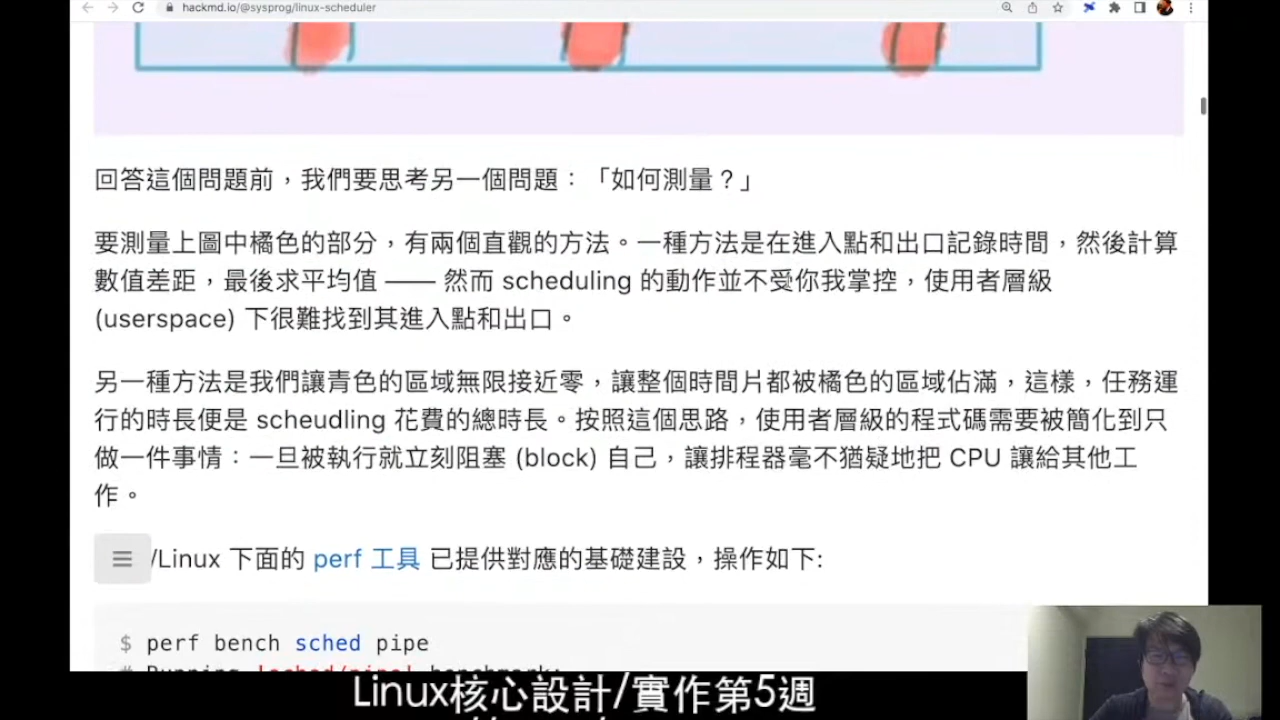 hackmd.io/@sysprog/linux-scheduler
回答這個問題前，我們要思考另一個問題：「如何測量？」
要測量上圖中橘色的部分，有兩個直觀的方法。一種方法是在進入點和出口記錄時間，然後計算
數值差距，最後求平均值 —— 然而 scheduling 的動作並不受你我掌控，使用者層級
(userspace) 下很難找到其進入點和出口。
另一種方法是我們讓青色的區域無限接近零，讓整個時間片都被橘色的區域佔滿，這樣，任務運
行的時長便是 scheudling 花費的總時長。按照這個思路，使用者層級的程式碼需要被簡化到只
做一件事情：一旦被執行就立刻阻塞 (block) 自己，讓排程器毫不猶疑地把 CPU 讓給其他工
作。
/Linux 下面的 perf 工具 已提供對應的基礎建設，操作如下:
$ perf bench sched pipe
# Running 'sched/pipe' benchmark:
Linux核心設計/實作第5週